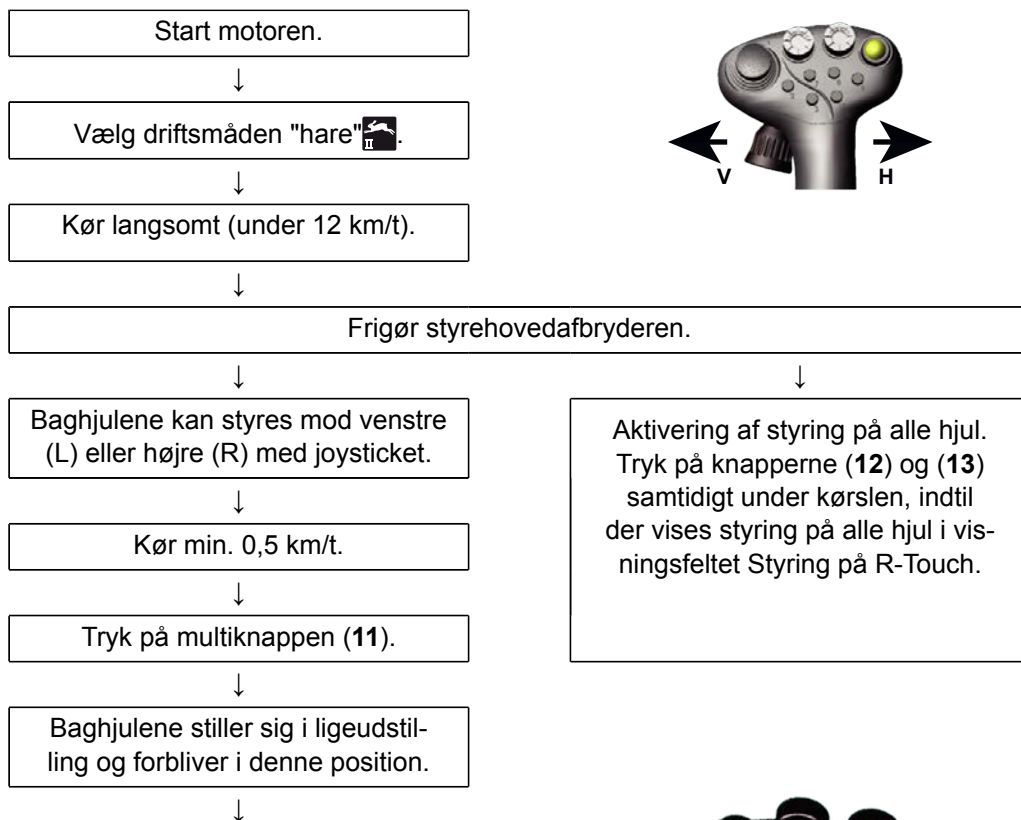 Start motoren.
↓
Vælg driftsmåden "hare" II.
↓
V
H
Kør langsomt (under 12 km/t).
↓
Frigør styrehovedafbryderen.
↓
↓
Baghjulene kan styres mod venstre
(L) eller højre (R) med joysticket.
↓
Kør min. 0,5 km/t.
↓
Tryk på multiknappen (11).
↓
Baghjulene stiller sig i ligeudstil-
ling og forbliver i denne position.
↓
Aktivering af styring på alle hjul.
Tryk på knapperne (12) og (13)
samtidigt under kørslen, indtil
der vises styring på alle hjul i vis-
ningsfeltet Styring på R-Touch.